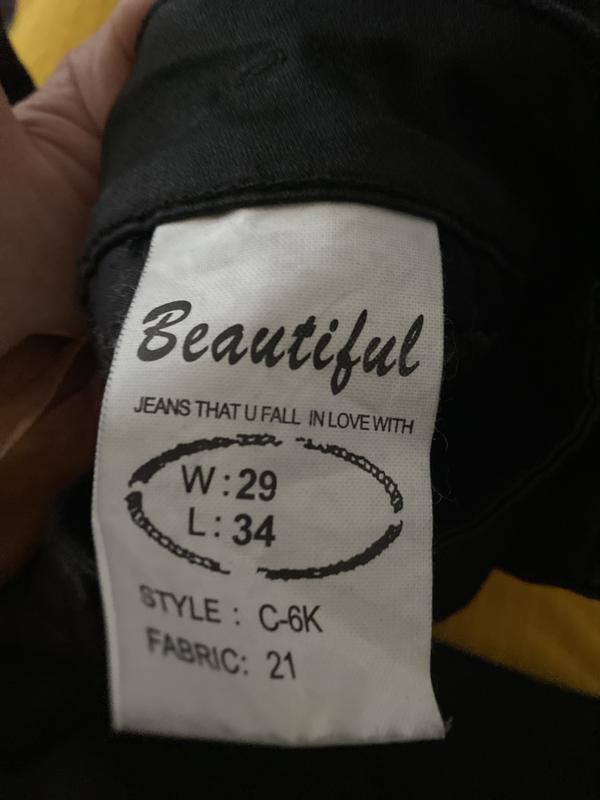 Beautiful
JEANS THAT U FALL IN LOVE WITH
W:29
L:34
STYLE : C-6K
FABRIC: 21